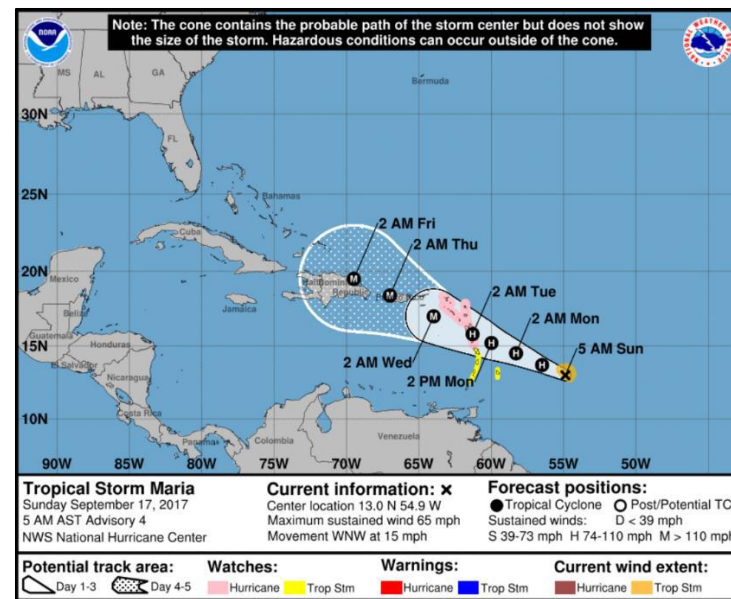 Note: The cone contains the probable path of the storm center but does not show
the size of the storm. Hazardous conditions can occur outside of the cone.
NOAA
NATIONAL WEATHER SERVICE
MS
AL
GA
Bermuda
30N
FL
25N
Bahamas
2 AM Fri
Cuba
2 AM Thu
20N
M
Mexico
Haiti
Dominican
Republic
M
Jamaica
2 AM Tue
Belize
M
H
2 AM Mon
Guatemala
Honduras
15N
H
H
H
5 AM Sun
El Salvador
2 AM Wed
Nicaragua
2 PM Mon
10N
Costa Rica
Panama
Venezuela
Colombia
90W 85W 80W 75W 70W 65W 60W 55W 50W
Tropical Storm Maria
Sunday September 17, 2017
5 AM AST Advisory 4
NWS National Hurricane Center
Current information: ×
Center location 13.0 N 54.9 W
Maximum sustained wind 65 mph
Movement WNW at 15 mph
Forecast positions:
Tropical Cyclone Post/Potential TC
Sustained winds: D < 39 mph
S 39-73 mph H 74-110 mph M > 110 mph
Potential track area:
Day 1-3 Day 4-5
Watches:
Hurricane Trop Stm
Warnings:
Hurricane Trop Stm
Current wind extent:
Hurricane Trop Stm